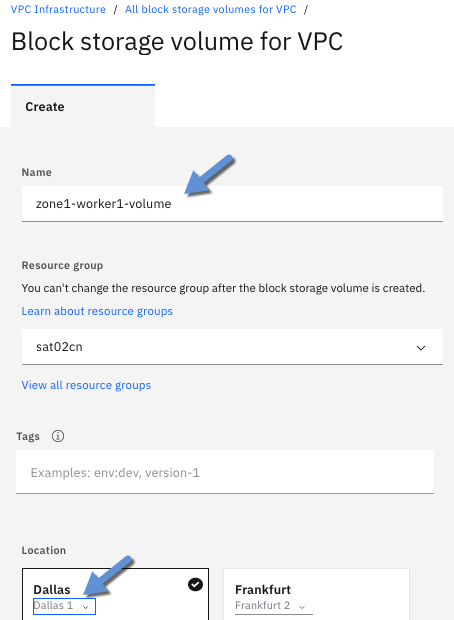 VPC Infrastructure / All block storage volumes for VPC /
Block storage volume for VPC
Create
Name
zone1-worker1-volume
Resource group
You can't change the resource group after the block storage volume is created.
Learn about resource groups
sat02cn
View all resource groups
Tags
Examples: env:dev, version-1
Location
Dallas
Dallas 1
Frankfurt
Frankfurt 2